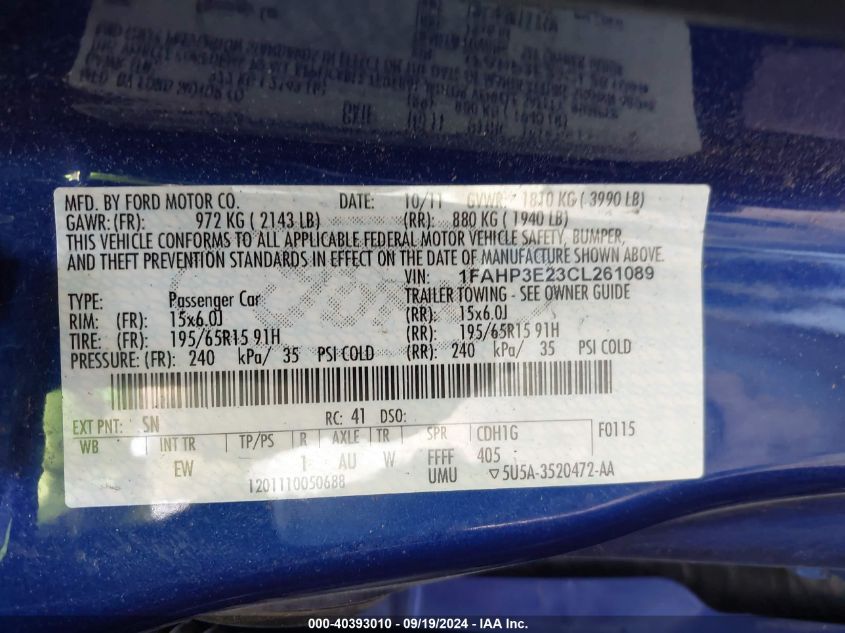 MFD. BY FORD MOTOR CO. DATE: 10/11 GVWR: 1810 KG ( 3990 LB)
GAWR: (FR): 972 KG ( 2143 LB) (RR): 880 KG ( 1940 LB)
THIS VEHICLE CONFORMS TO ALL APPLICABLE FEDERAL MOTOR VEHICLE SAFETY, BUMPER,
AND THEFT PREVENTION STANDARDS IN EFFECT ON THE DATE OF MANUFACTURE SHOWN ABOVE.
VIN: 1FAHP3E23CL261089
TYPE: Passenger Car TRAILER TOWING - SEE OWNER GUIDE
RIM: (FR): 15x6.0J (RR): 15x6.0J
TIRE: (FR): 195/65R15 91H (RR): 195/65R15 91H
PRESSURE: (FR): 240 kPa/ 35 PSI COLD (RR): 240 kPa/ 35 PSI COLD
EXT PNT: SN RC: 41 DSO:
WB INT TR TP/PS R AXLE TR SPR CDH1G F0115
EW 1 AU W FFFF 405
1201110050688 UMU ▽5U5A-3520472-AA
000-40393010 - 09/19/2024 - IAA, Inc.